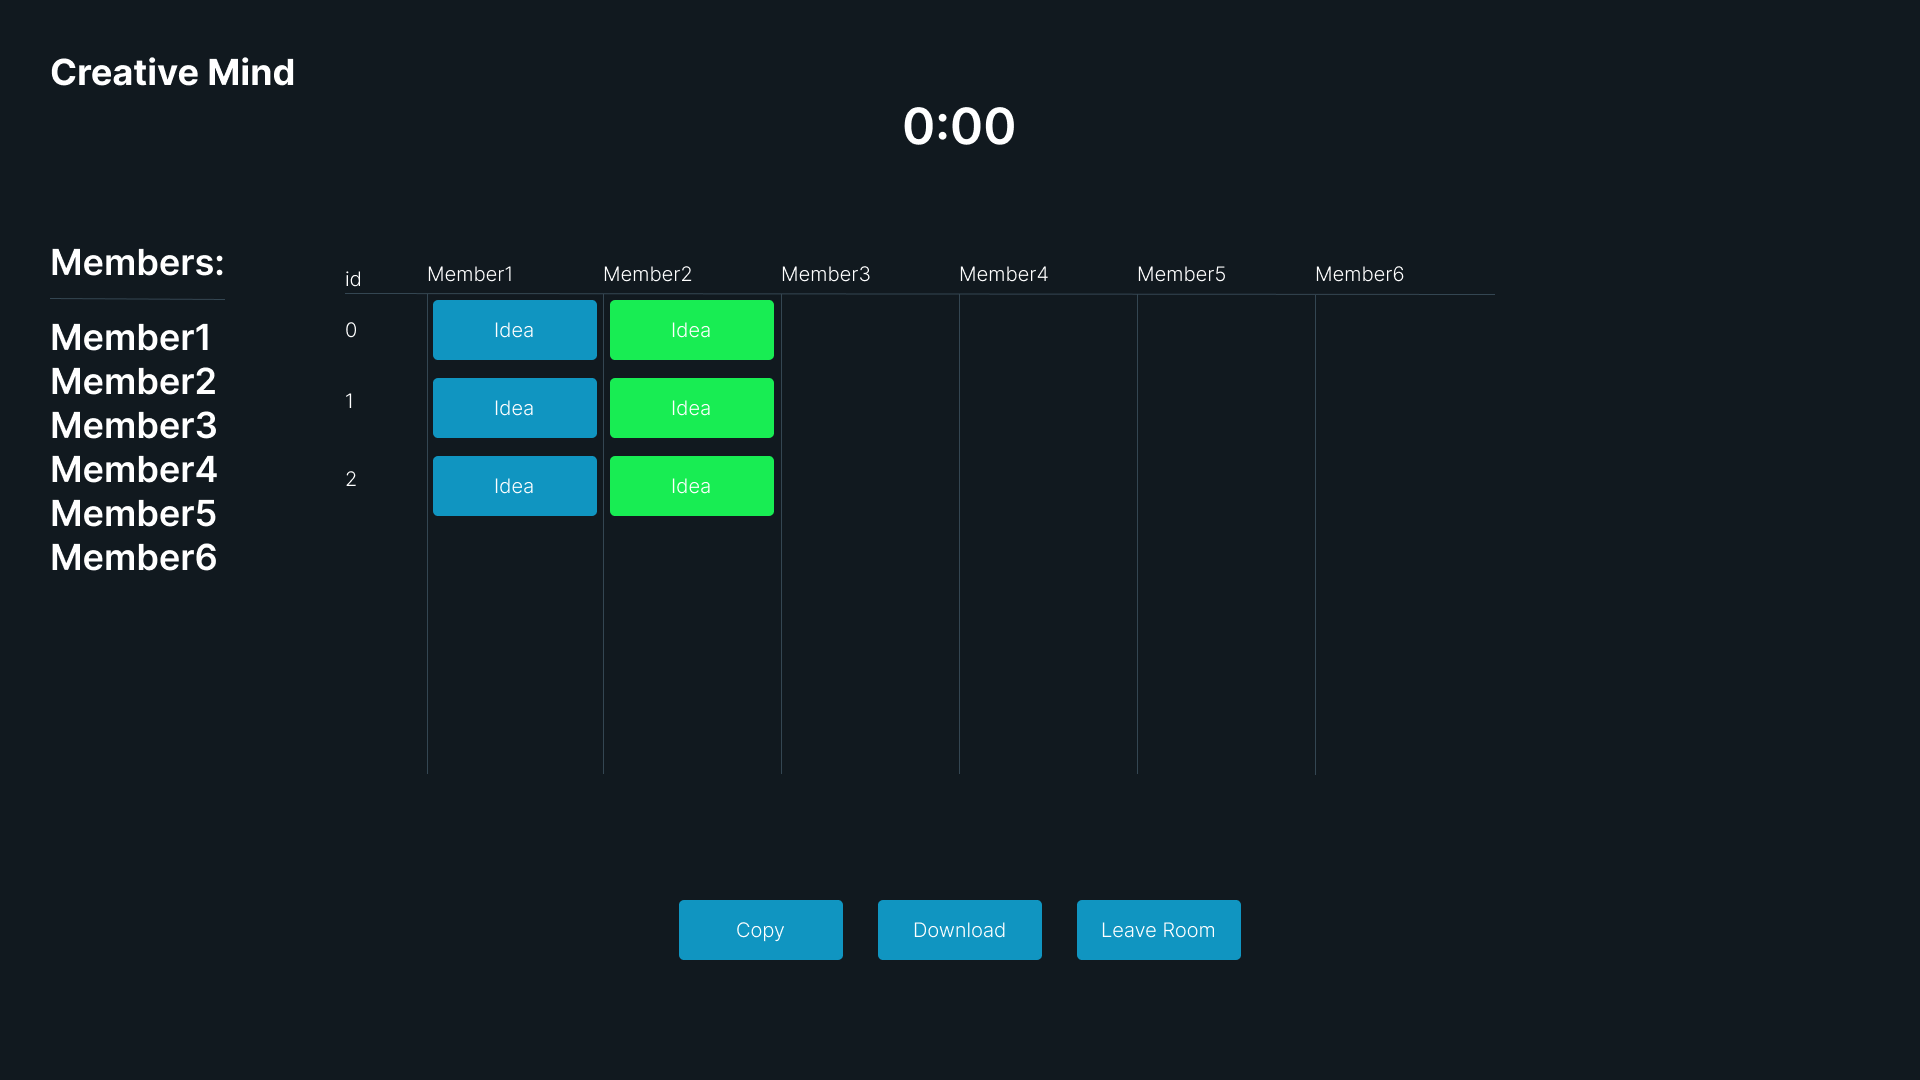 Creative Mind
0:00
Members:
Member1
Member2
Member3
Member4
Member5
Member6
id Member1 Member2 Member3 Member4 Member5 Member6
0 Idea Idea
1 Idea Idea
2 Idea Idea
Copy Download Leave Room